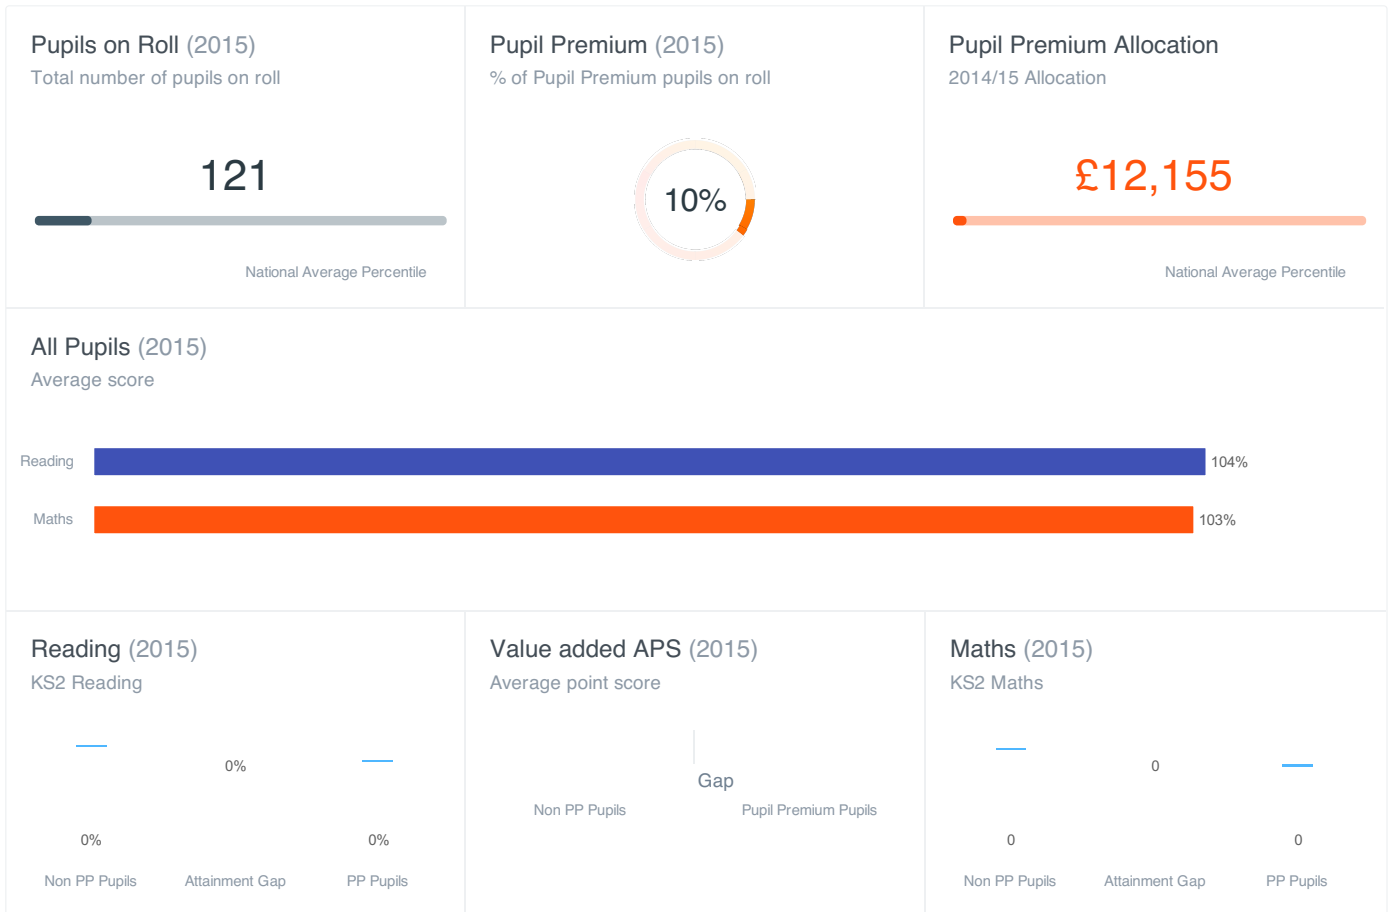 Pupils on Roll (2015)
Total number of pupils on roll
121
National Average Percentile
Pupil Premium (2015)
% of Pupil Premium pupils on roll
10%
Pupil Premium Allocation
2014/15 Allocation
£12,155
National Average Percentile
All Pupils (2015)
Average score
Reading 104%
Maths 103%
Reading (2015)
KS2 Reading
0%
0% 0%
Non PP Pupils Attainment Gap PP Pupils
Value added APS (2015)
Average point score
Gap
Non PP Pupils Pupil Premium Pupils
Maths (2015)
KS2 Maths
0
0 0
Non PP Pupils Attainment Gap PP Pupils